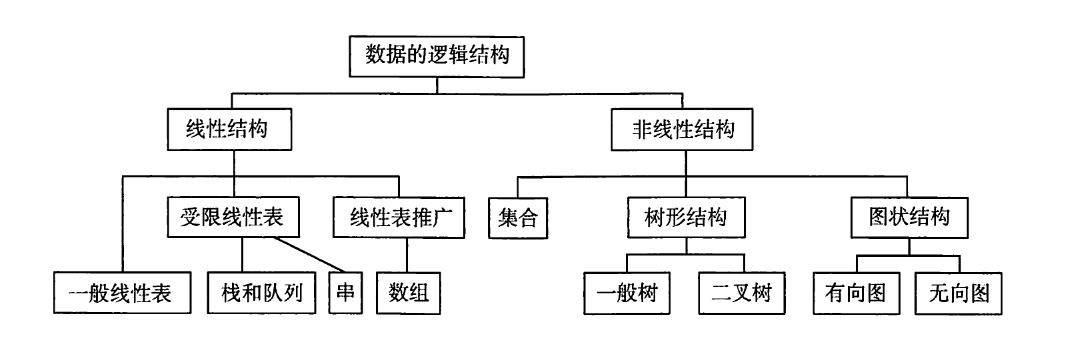 数据的逻辑结构
线性结构
非线性结构
受限线性表
线性表推广
集合
树形结构
图状结构
一般线性表
栈和队列
串
数组
一般树
二叉树
有向图
无向图